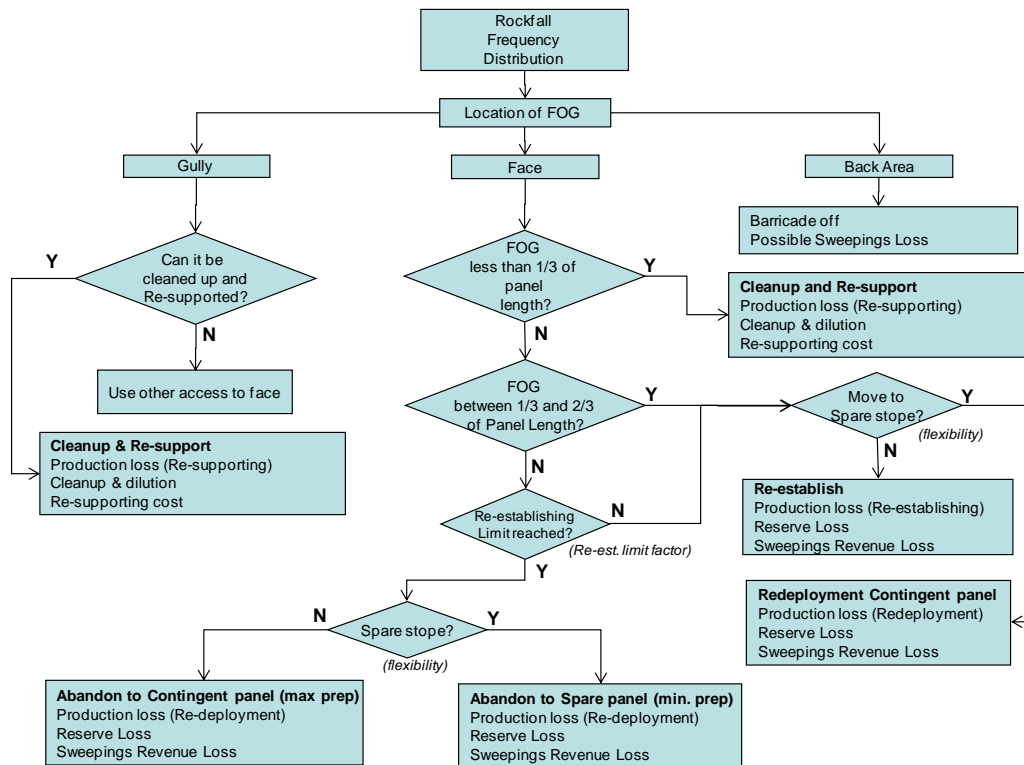 Rockfall
Frequency
Distribution
Location of FOG
Gully
Face
Back Area
Barricade off
Possible Sweepings Loss
Y
Can it be
cleaned up and
Re-supported?
N
Use other access to face
Cleanup & Re-support
Production loss (Re-supporting)
Cleanup & dilution
Re-supporting cost
FOG
less than 1/3 of
panel
length?
Y
N
Cleanup and Re-support
Production loss (Re-supporting)
Cleanup & dilution
Re-supporting cost
FOG
between 1/3 and 2/3
of Panel Length?
Y
N
Move to
Spare stope?
(flexibility)
Y
N
Re-establish
Production loss (Re-establishing)
Reserve Loss
Sweepings Revenue Loss
Re-establishing
Limit reached?
(Re-est. limit factor)
N
Y
Redeployment Contingent panel
Production loss (Redeployment)
Reserve Loss
Sweepings Revenue Loss
N
Spare stope?
(flexibility)
Y
Abandon to Contingent panel (max prep)
Production loss (Re-deployment)
Reserve Loss
Sweepings Revenue Loss
Abandon to Spare panel (min. prep)
Production loss (Re-deployment)
Reserve Loss
Sweepings Revenue Loss